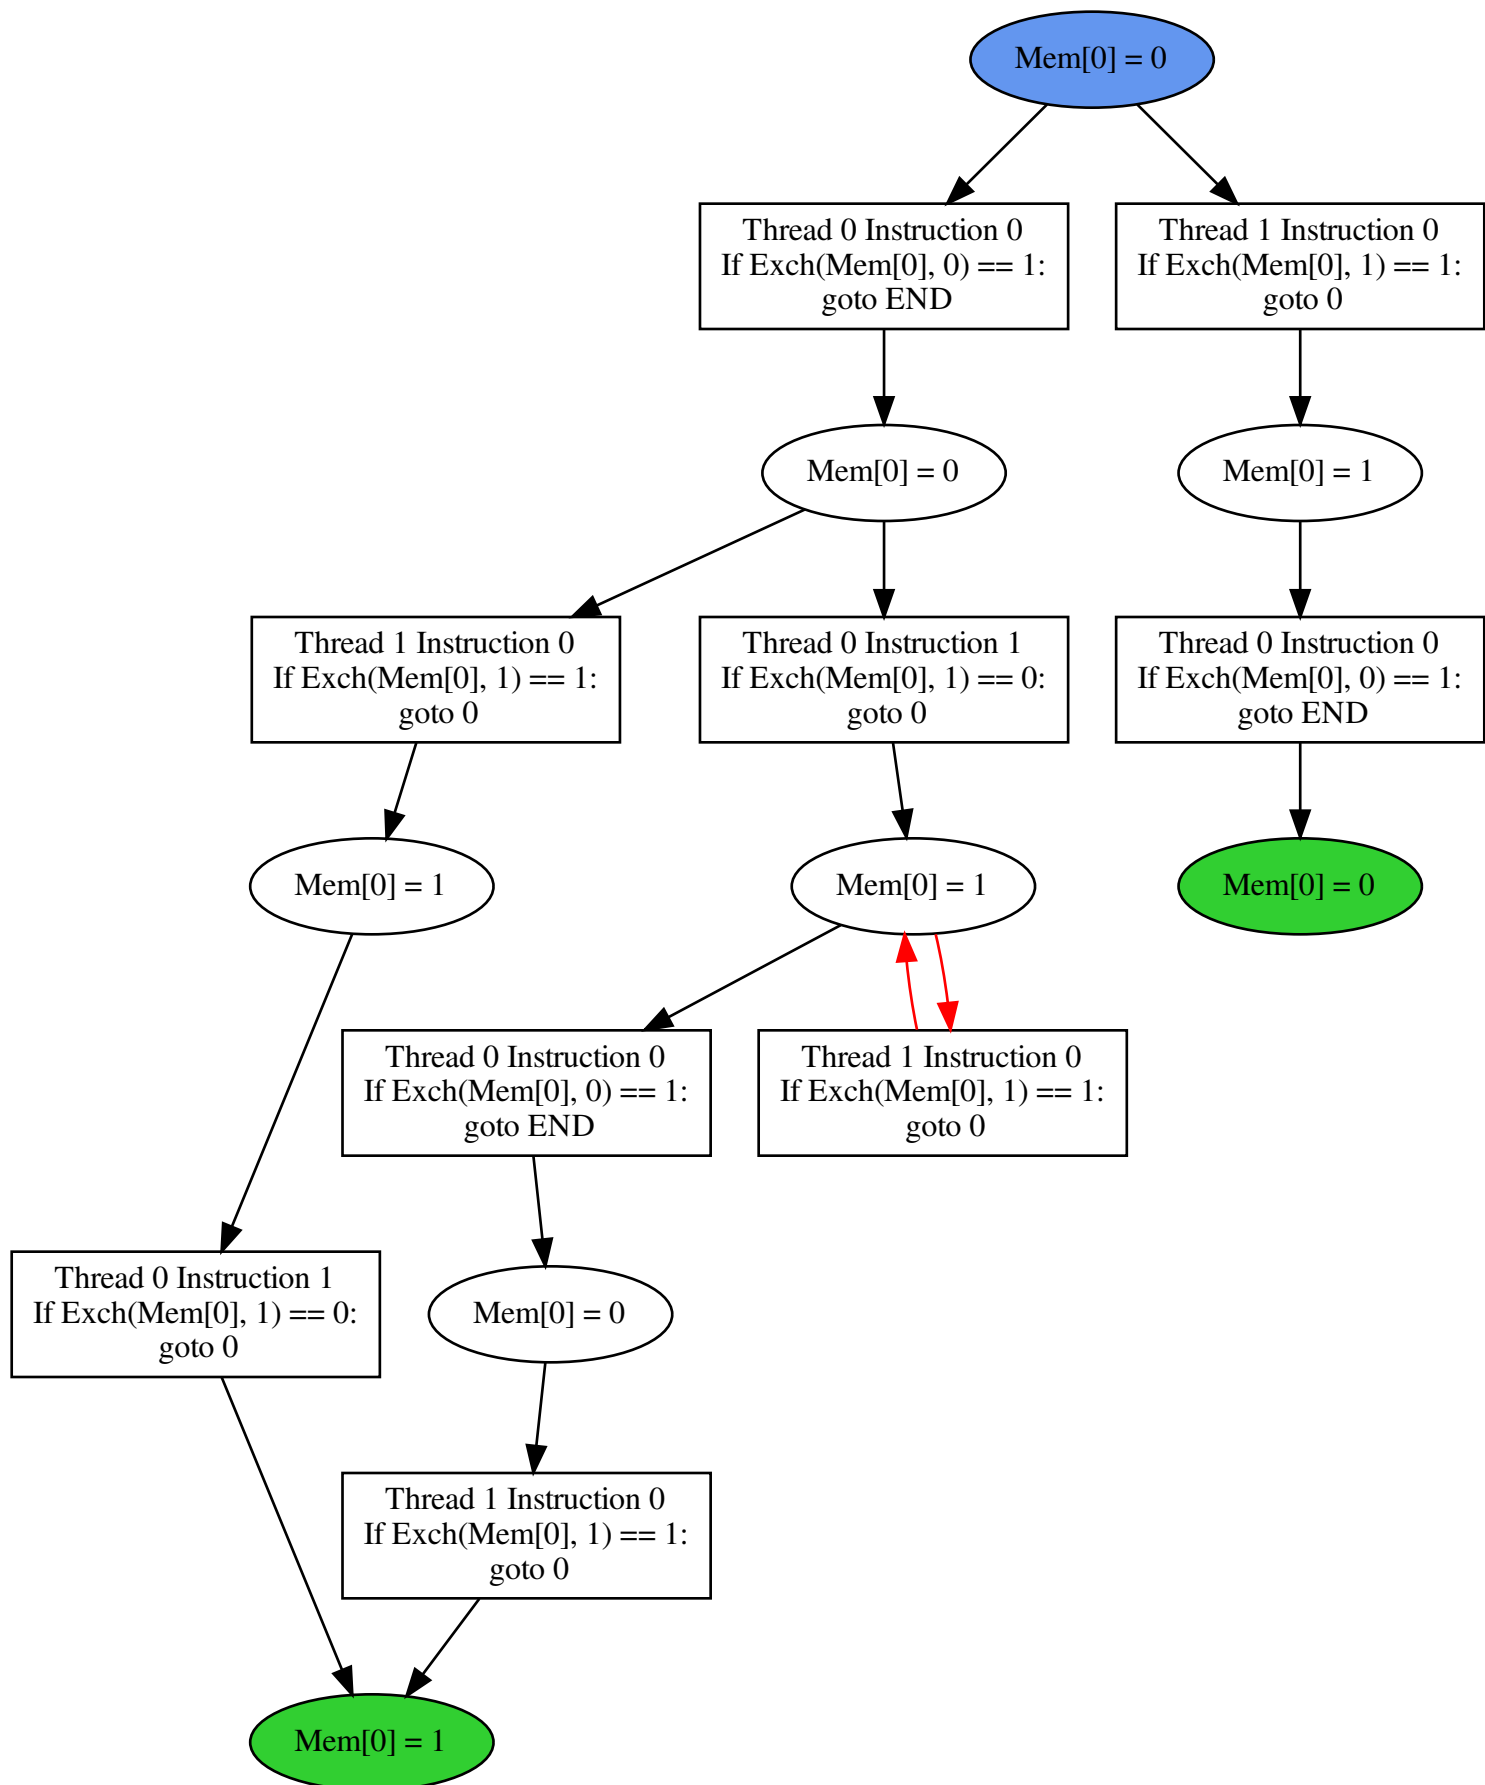 Mem[0] = 0
Thread 0 Instruction 0
If Exch(Mem[0], 0) == 1:
goto END
Thread 1 Instruction 0
If Exch(Mem[0], 1) == 1:
goto 0
Mem[0] = 0
Mem[0] = 1
Thread 1 Instruction 0
If Exch(Mem[0], 1) == 1:
goto 0
Thread 0 Instruction 1
If Exch(Mem[0], 1) == 0:
goto 0
Thread 0 Instruction 0
If Exch(Mem[0], 0) == 1:
goto END
Mem[0] = 1
Mem[0] = 1
Mem[0] = 0
Thread 0 Instruction 0
If Exch(Mem[0], 0) == 1:
goto END
Thread 1 Instruction 0
If Exch(Mem[0], 1) == 1:
goto 0
Thread 0 Instruction 1
If Exch(Mem[0], 1) == 0:
goto 0
Mem[0] = 0
Thread 1 Instruction 0
If Exch(Mem[0], 1) == 1:
goto 0
Mem[0] = 1